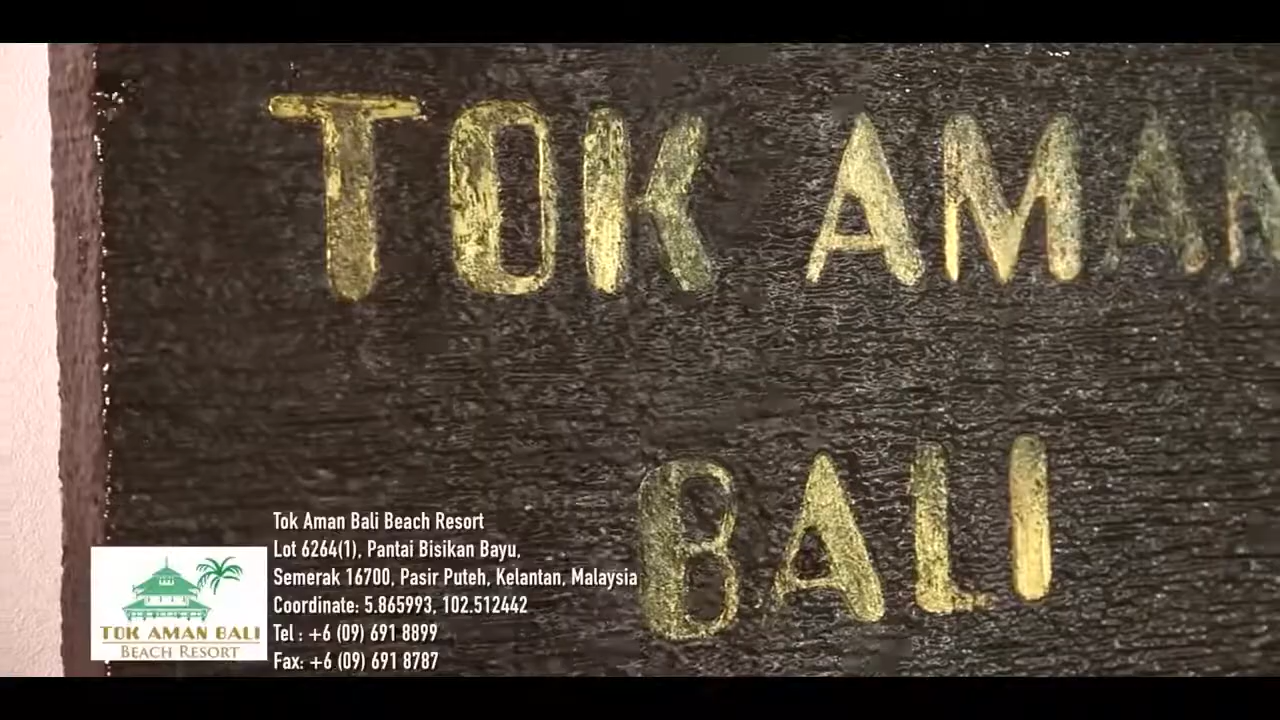 TOK AMAN
BALI
Tok Aman Bali Beach Resort
Lot 6264(1), Pantai Bisikan Bayu,
Semerak 16700, Pasir Puteh, Kelantan, Malaysia
Coordinate: 5.865993, 102.512442
Tel : +6 (09) 691 8899
Fax: +6 (09) 691 8787
TOK AMAN BALI
BEACH RESORT